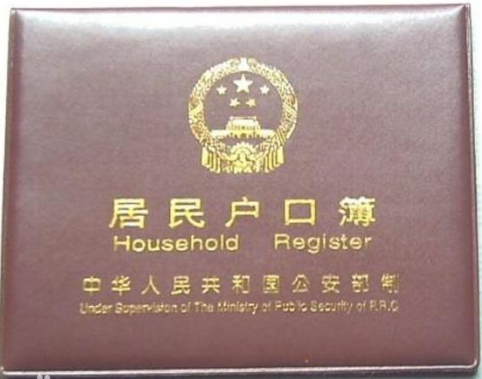 居民户口簿
Household Register
中华人民共和国公安部制
Under Supervision of The Ministry of Public Security of P.R.C